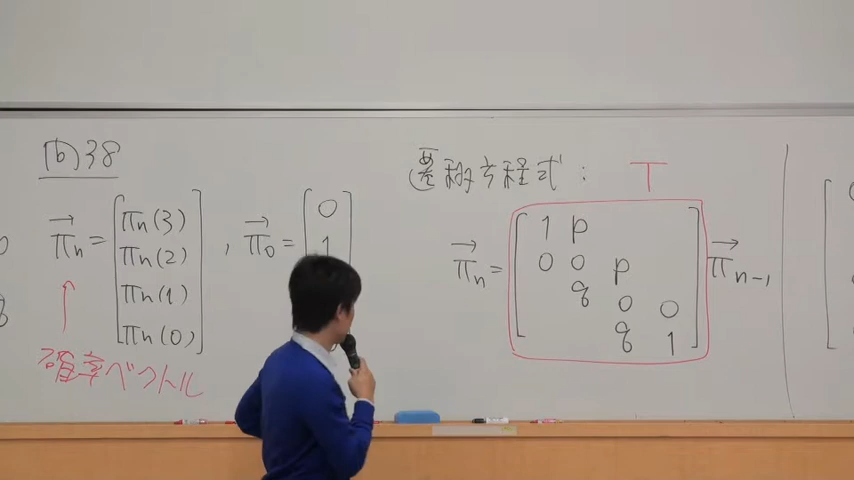 (b) 38
πn = [πn(3) πn(2) πn(1) πn(0)] , π0 = [0 1
確率ベクトル
遷移方程式 : T
πn = [1 p
0 0 p
q 0 0
q 1] πn-1